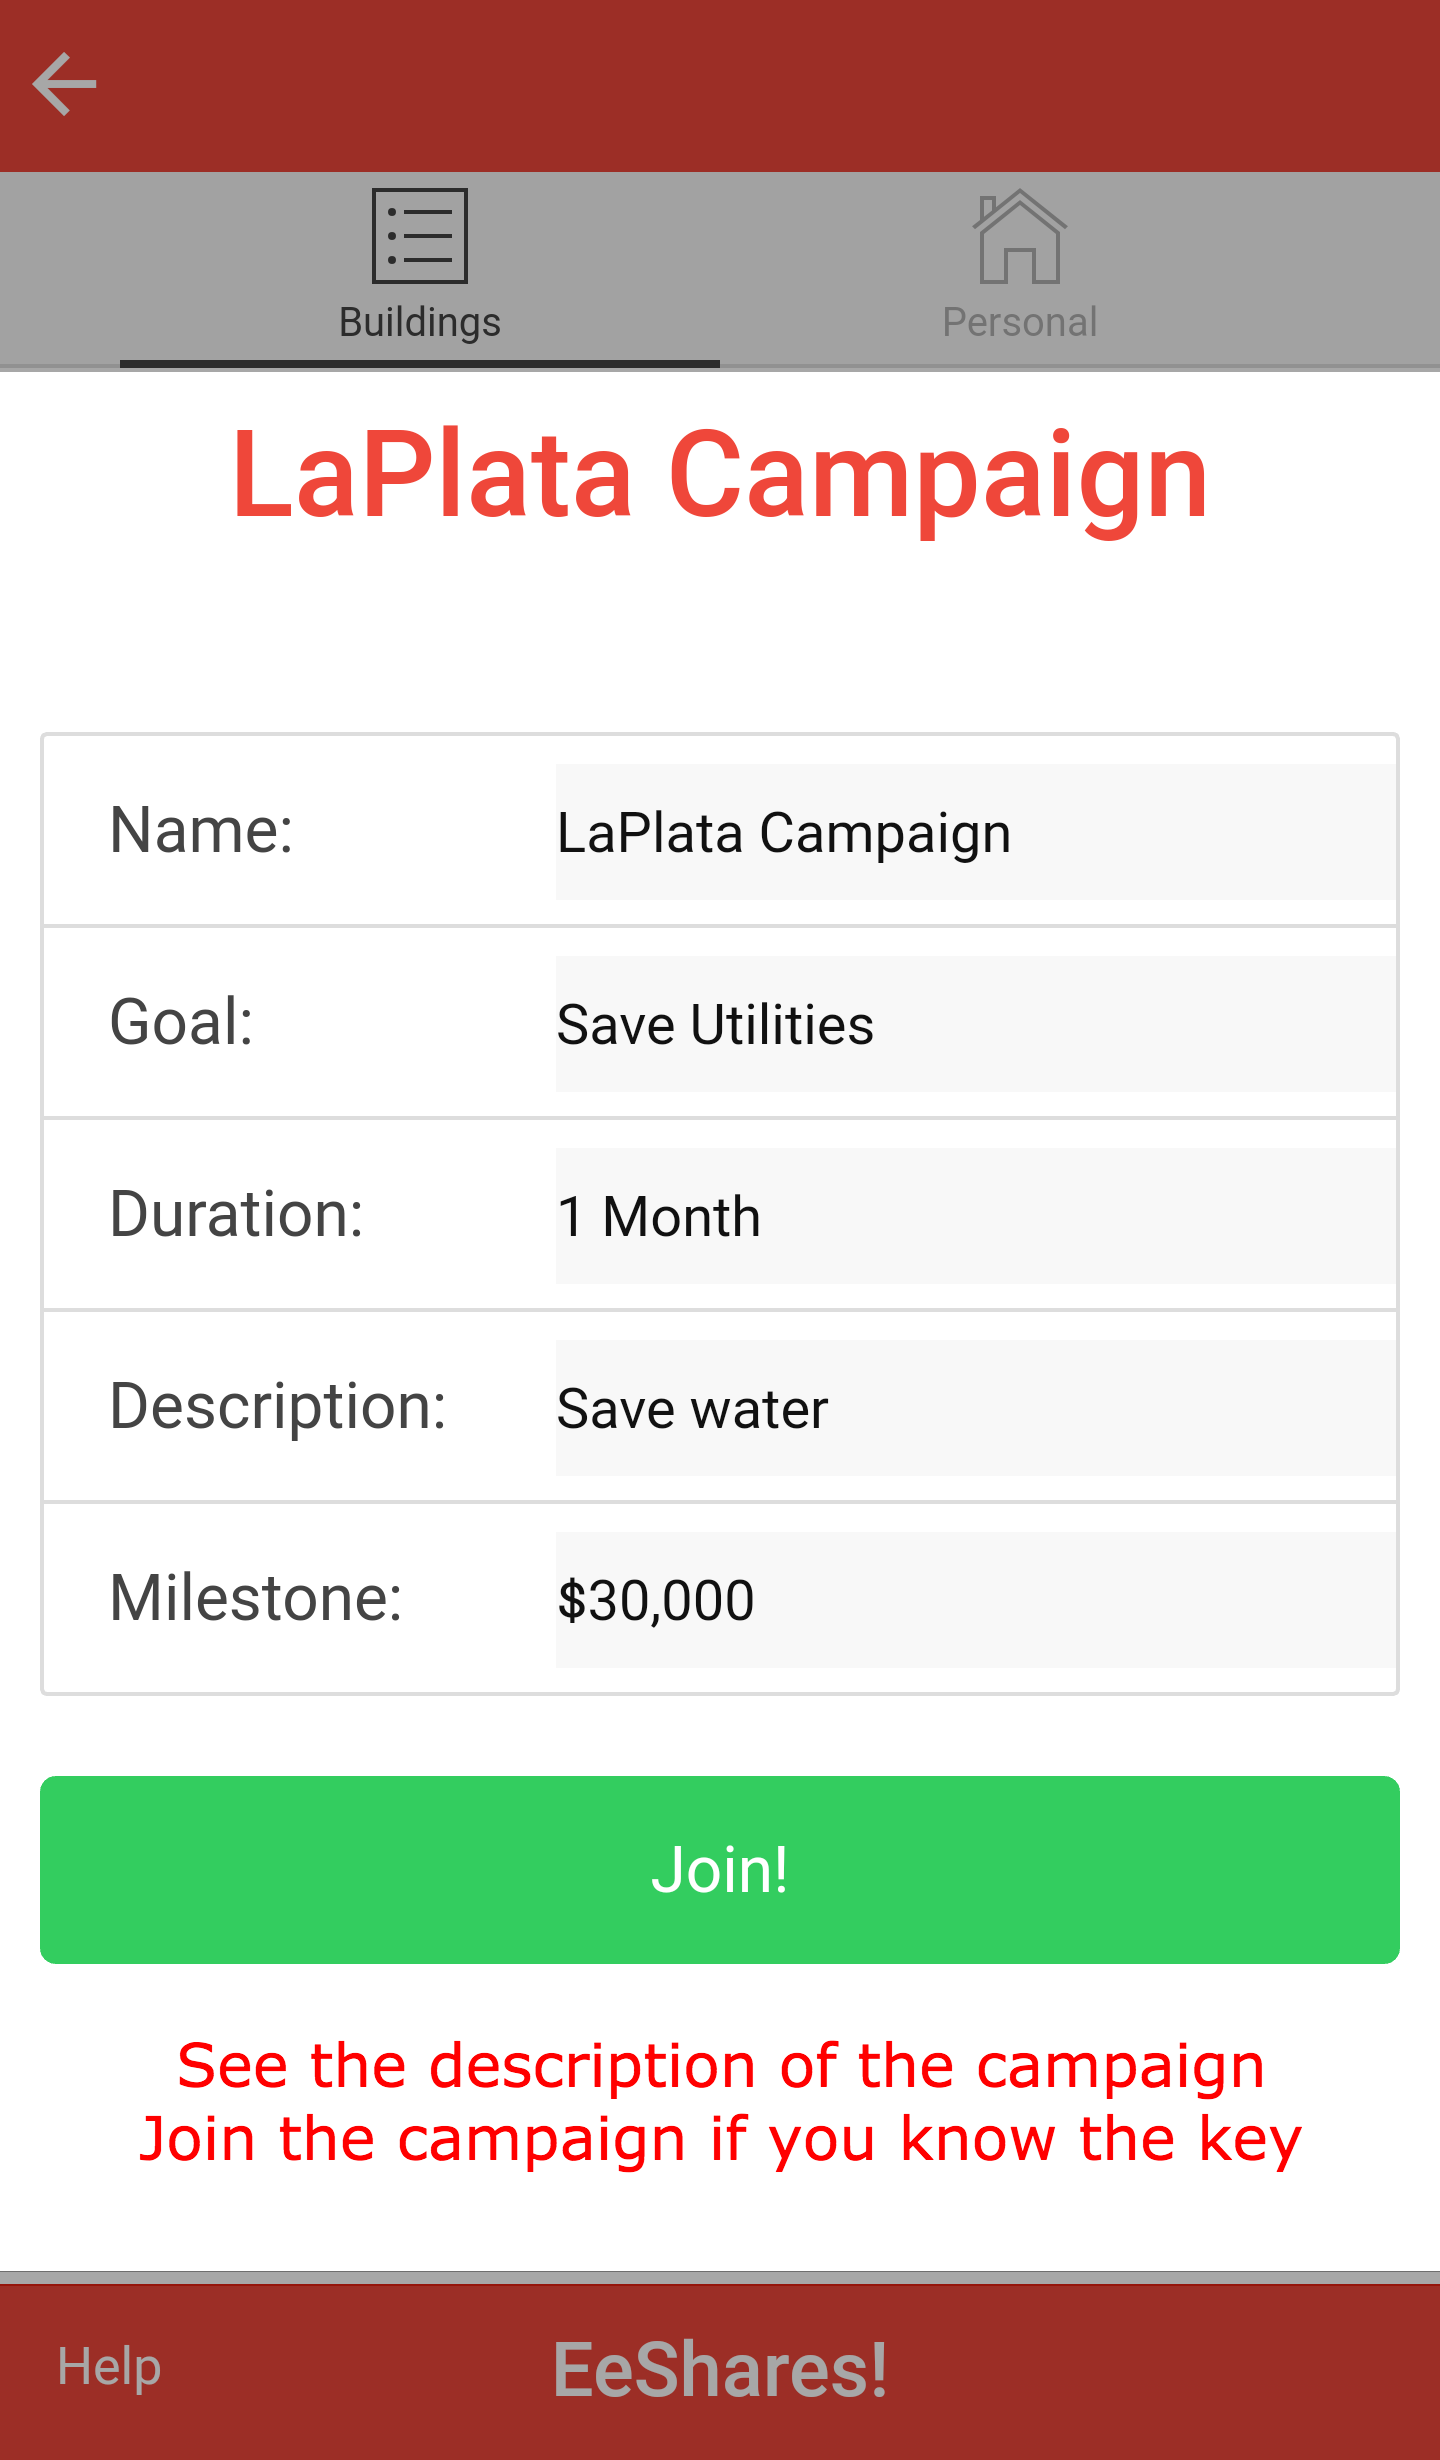 Buildings
Personal
LaPlata Campaign
Name: LaPlata Campaign
Goal: Save Utilities
Duration: 1 Month
Description: Save water
Milestone: $30,000
Join!
See the description of the campaign
Join the campaign if you know the key
Help
EeShares!